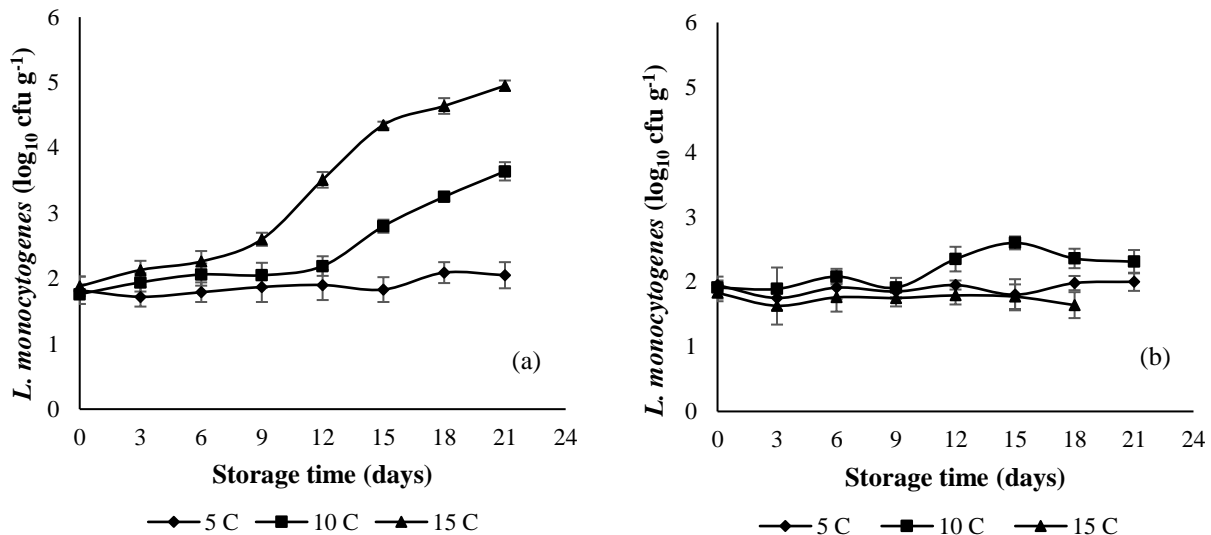 6
5
4
3
2
1
0
L. monocytogenes (log₁₀ cfu g⁻¹)
(a)
0 3 6 9 12 15 18 21 24
Storage time (days)
5 C 10 C 15 C
6
5
4
3
2
1
0
L. monocytogenes (log₁₀ cfu g⁻¹)
(b)
0 3 6 9 12 15 18 21 24
Storage time (days)
5 C 10 C 15 C